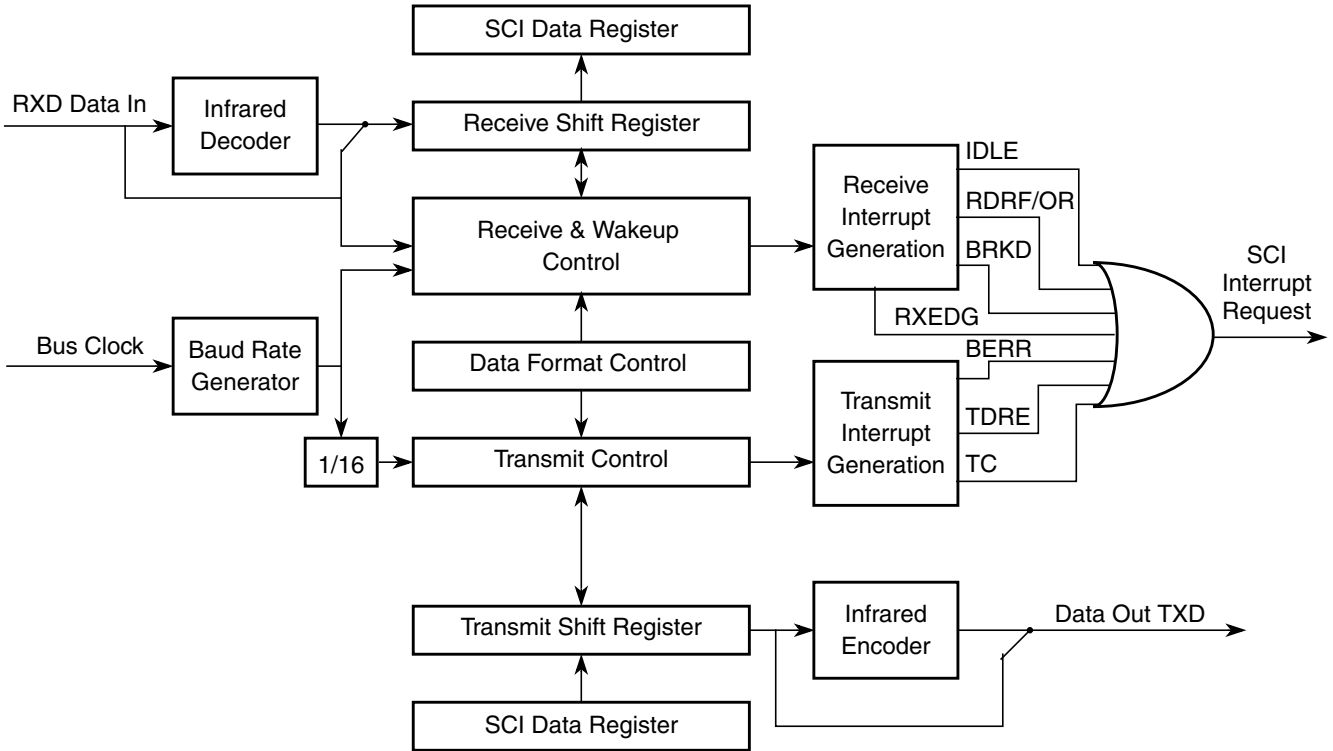 SCI Data Register
RXD Data In
Infrared
Decoder
Receive Shift Register
Receive & Wakeup
Control
Receive
Interrupt
Generation
IDLE
RDRF/OR
BRKD
RXEDG
SCI
Interrupt
Request
Bus Clock
Baud Rate
Generator
Data Format Control
BERR
Transmit
Interrupt
Generation
TDRE
TC
1/16
Transmit Control
Transmit Shift Register
Infrared
Encoder
Data Out TXD
SCI Data Register